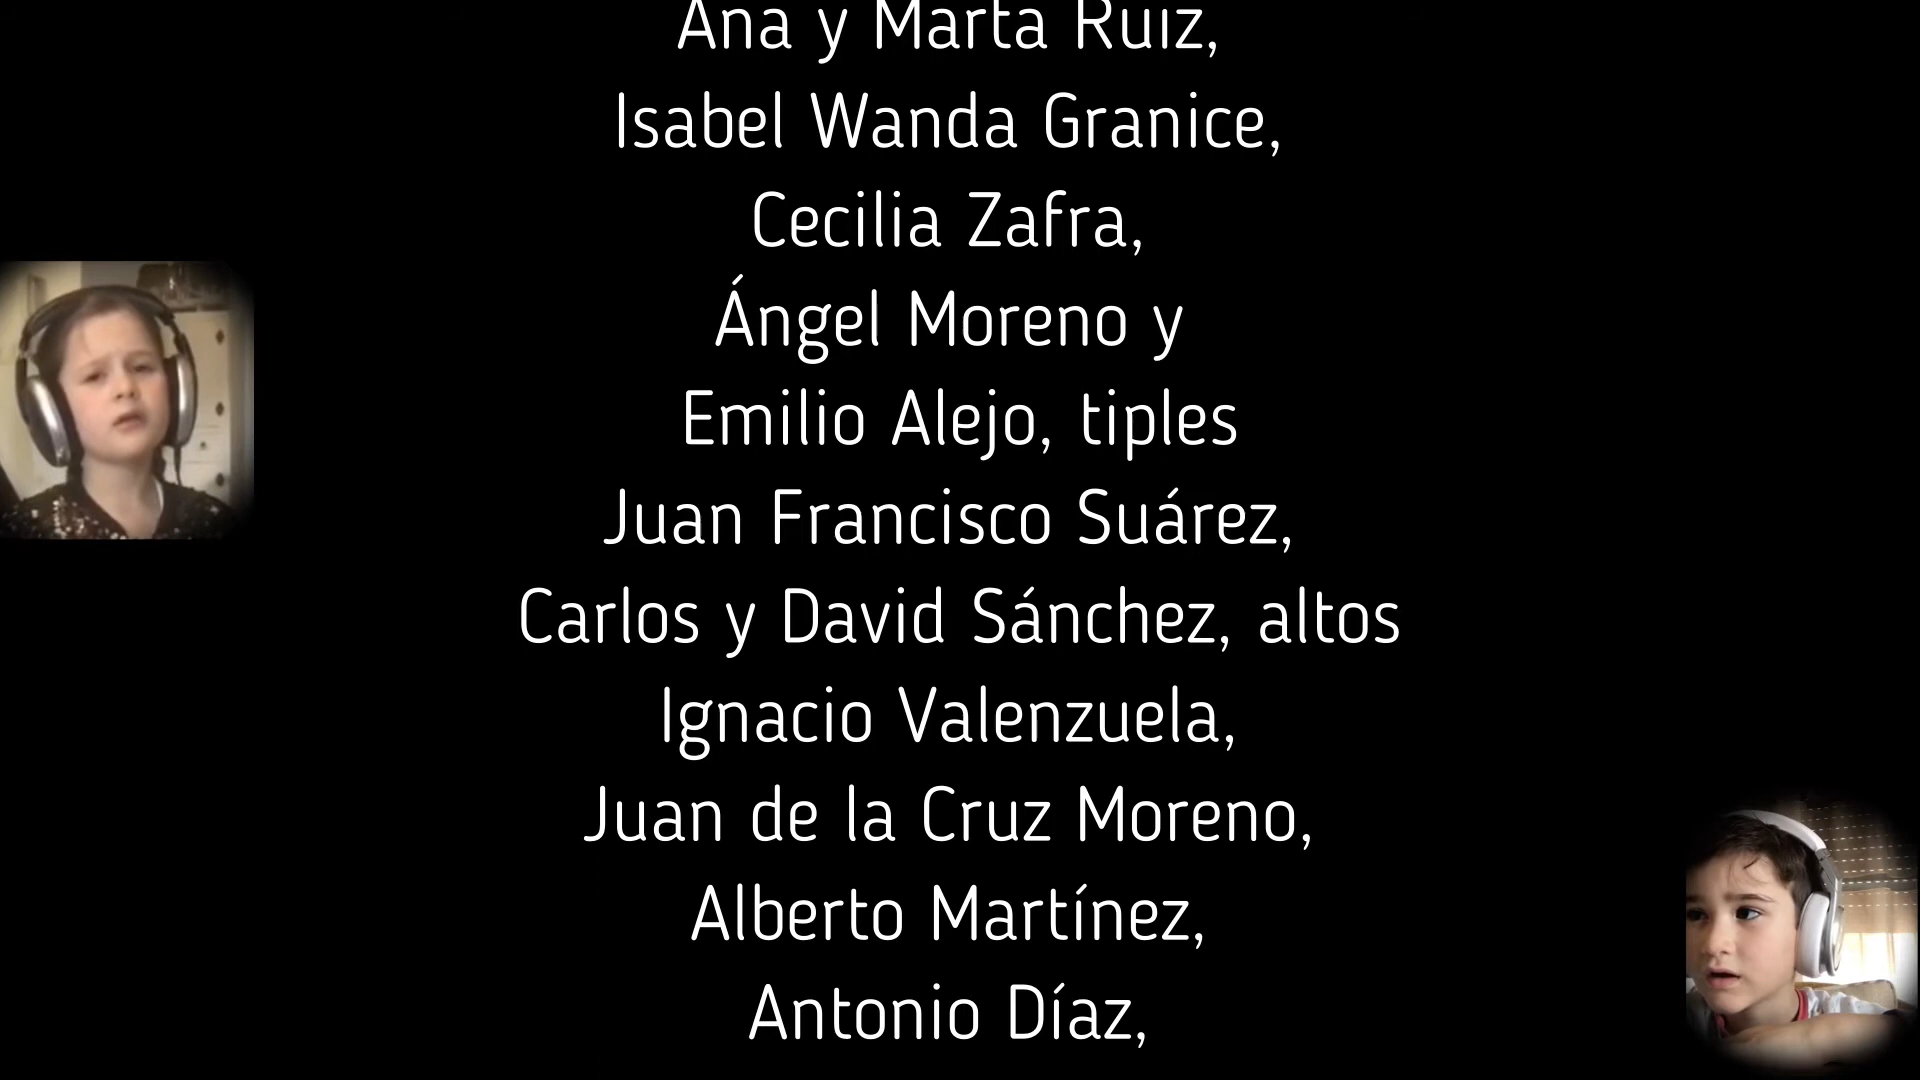 Ana y Marta Ruiz,
Isabel Wanda Granice,
Cecilia Zafra,
Ángel Moreno y
Emilio Alejo, tiples
Juan Francisco Suárez,
Carlos y David Sánchez, altos
Ignacio Valenzuela,
Juan de la Cruz Moreno,
Alberto Martínez,
Antonio Díaz,